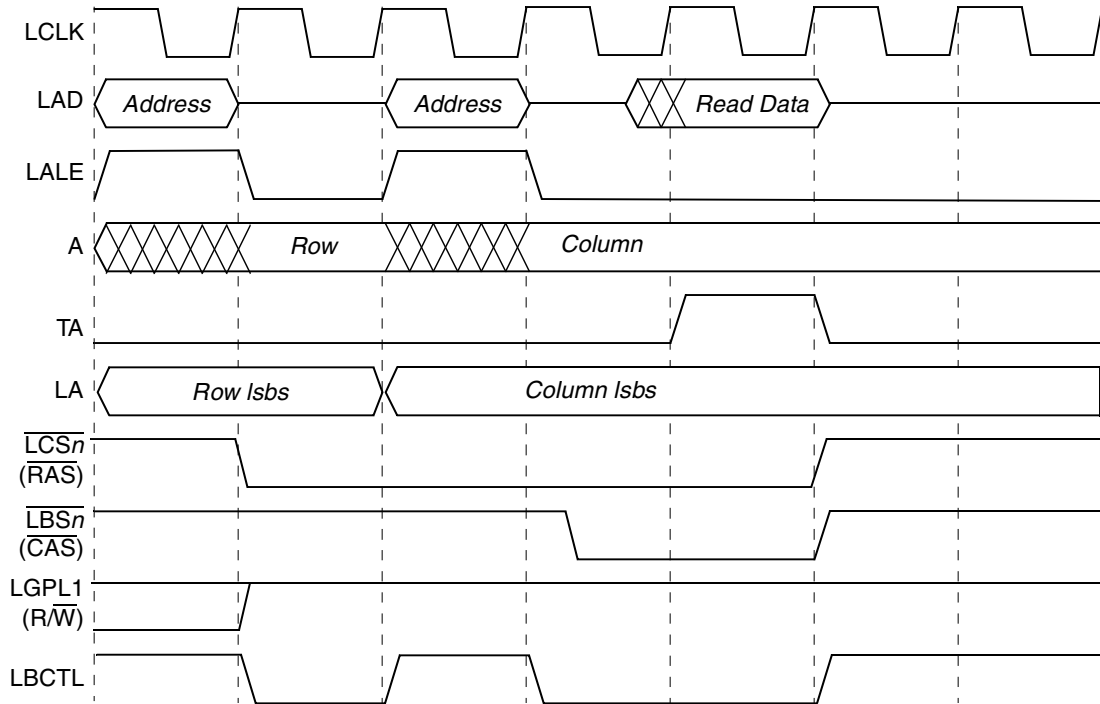 LCLK
LAD Address Address Read Data
LALE
A Row Column
TA
LA Row lsbs Column lsbs
LCSn
(RAS)
LBSn
(CAS)
LGPL1
(R/W)
LBCTL